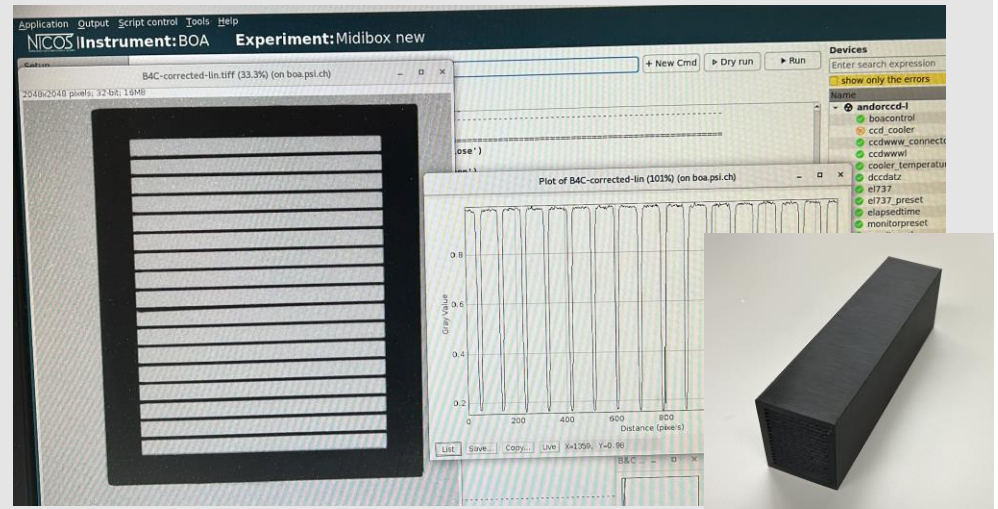 Application Output Script control Tools Help
NICOS Instrument: BOA Experiment: Midibox new
Setup
B4C-corrected-lin.tiff (33.3%) (on boa.psi.ch)
2048x2048 pixels; 32-bit; 16MB
+ New Cmd
Dry run
Run
Devices
Enter search expression
show only the errors
Name
andorccd-l
boacontrol
ccd_cooler
ccdwww_connecto
ccdwwwl
cooler_temperatu
dccdatz
el737
el737_preset
elapsedtime
monitorpreset
ose')
Plot of B4C-corrected-lin (101%) (on boa.psi.ch)
0.8
0.6
0.4
0.2
Gray Value
0 200 400 600 800
Distance (pixels)
List Save... Copy... Live X=1359, Y=0.98